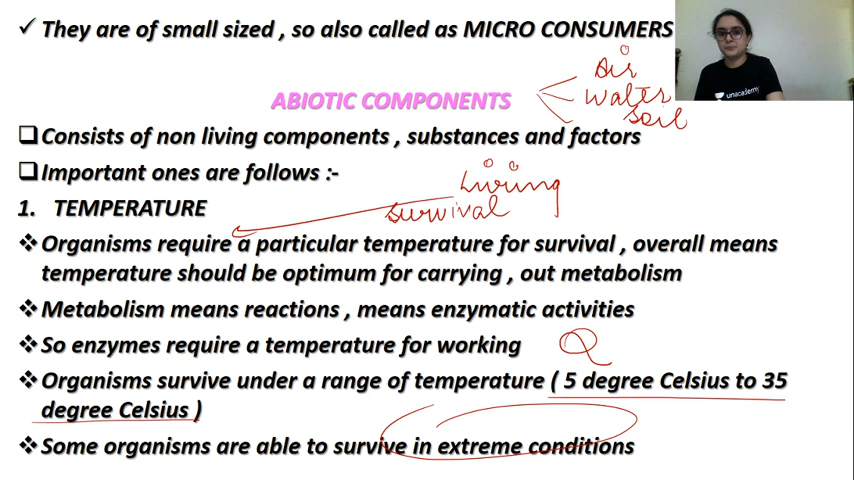 ✓ They are of small sized , so also called as MICRO CONSUMERS
unacademy
Air
ABIOTIC COMPONENTS
water
soil
❑ Consists of non living components , substances and factors
❑ Important ones are follows :-
Living
1. TEMPERATURE
survival
❖ Organisms require a particular temperature for survival , overall means
temperature should be optimum for carrying , out metabolism
❖ Metabolism means reactions , means enzymatic activities
❖ So enzymes require a temperature for working
❖ Organisms survive under a range of temperature ( 5 degree Celsius to 35
degree Celsius )
❖ Some organisms are able to survive in extreme conditions